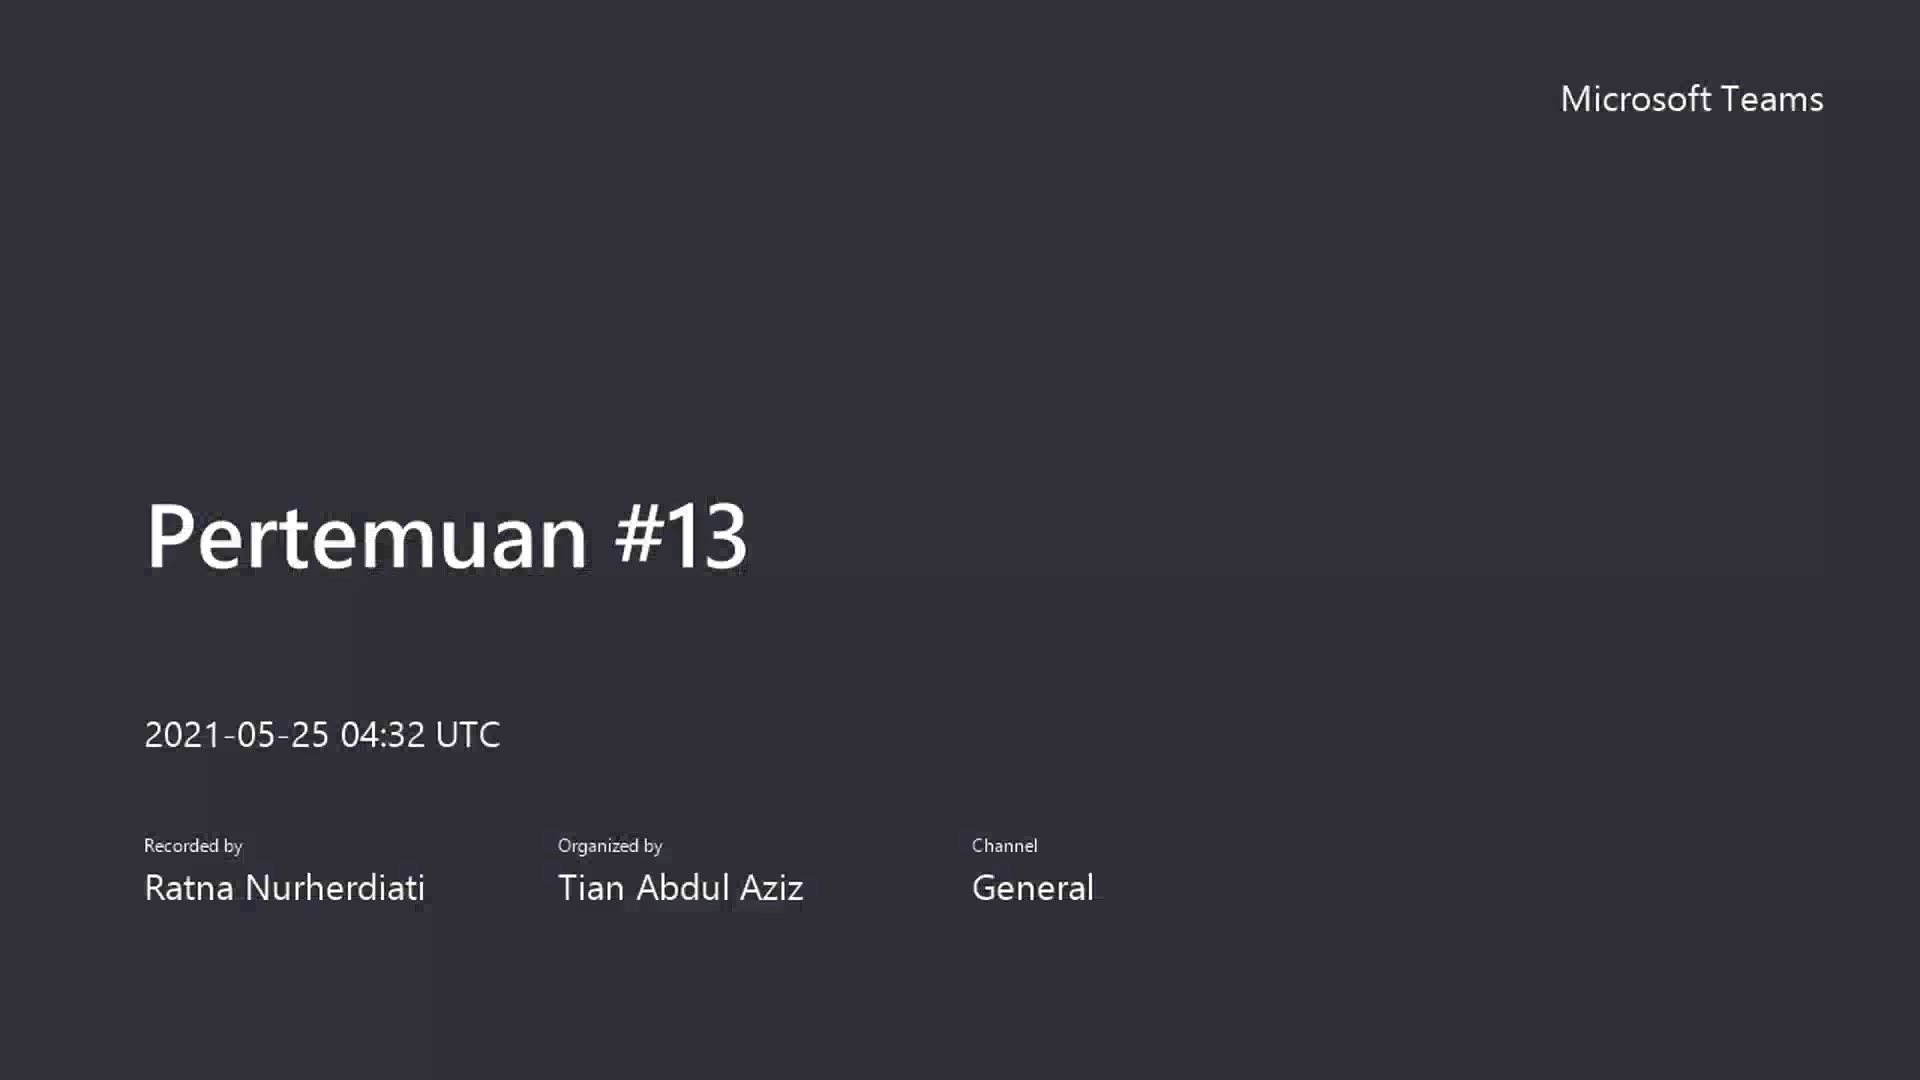 Microsoft Teams
Pertemuan #13
2021-05-25 04:32 UTC
Recorded by
Ratna Nurherdiati
Organized by
Tian Abdul Aziz
Channel
General